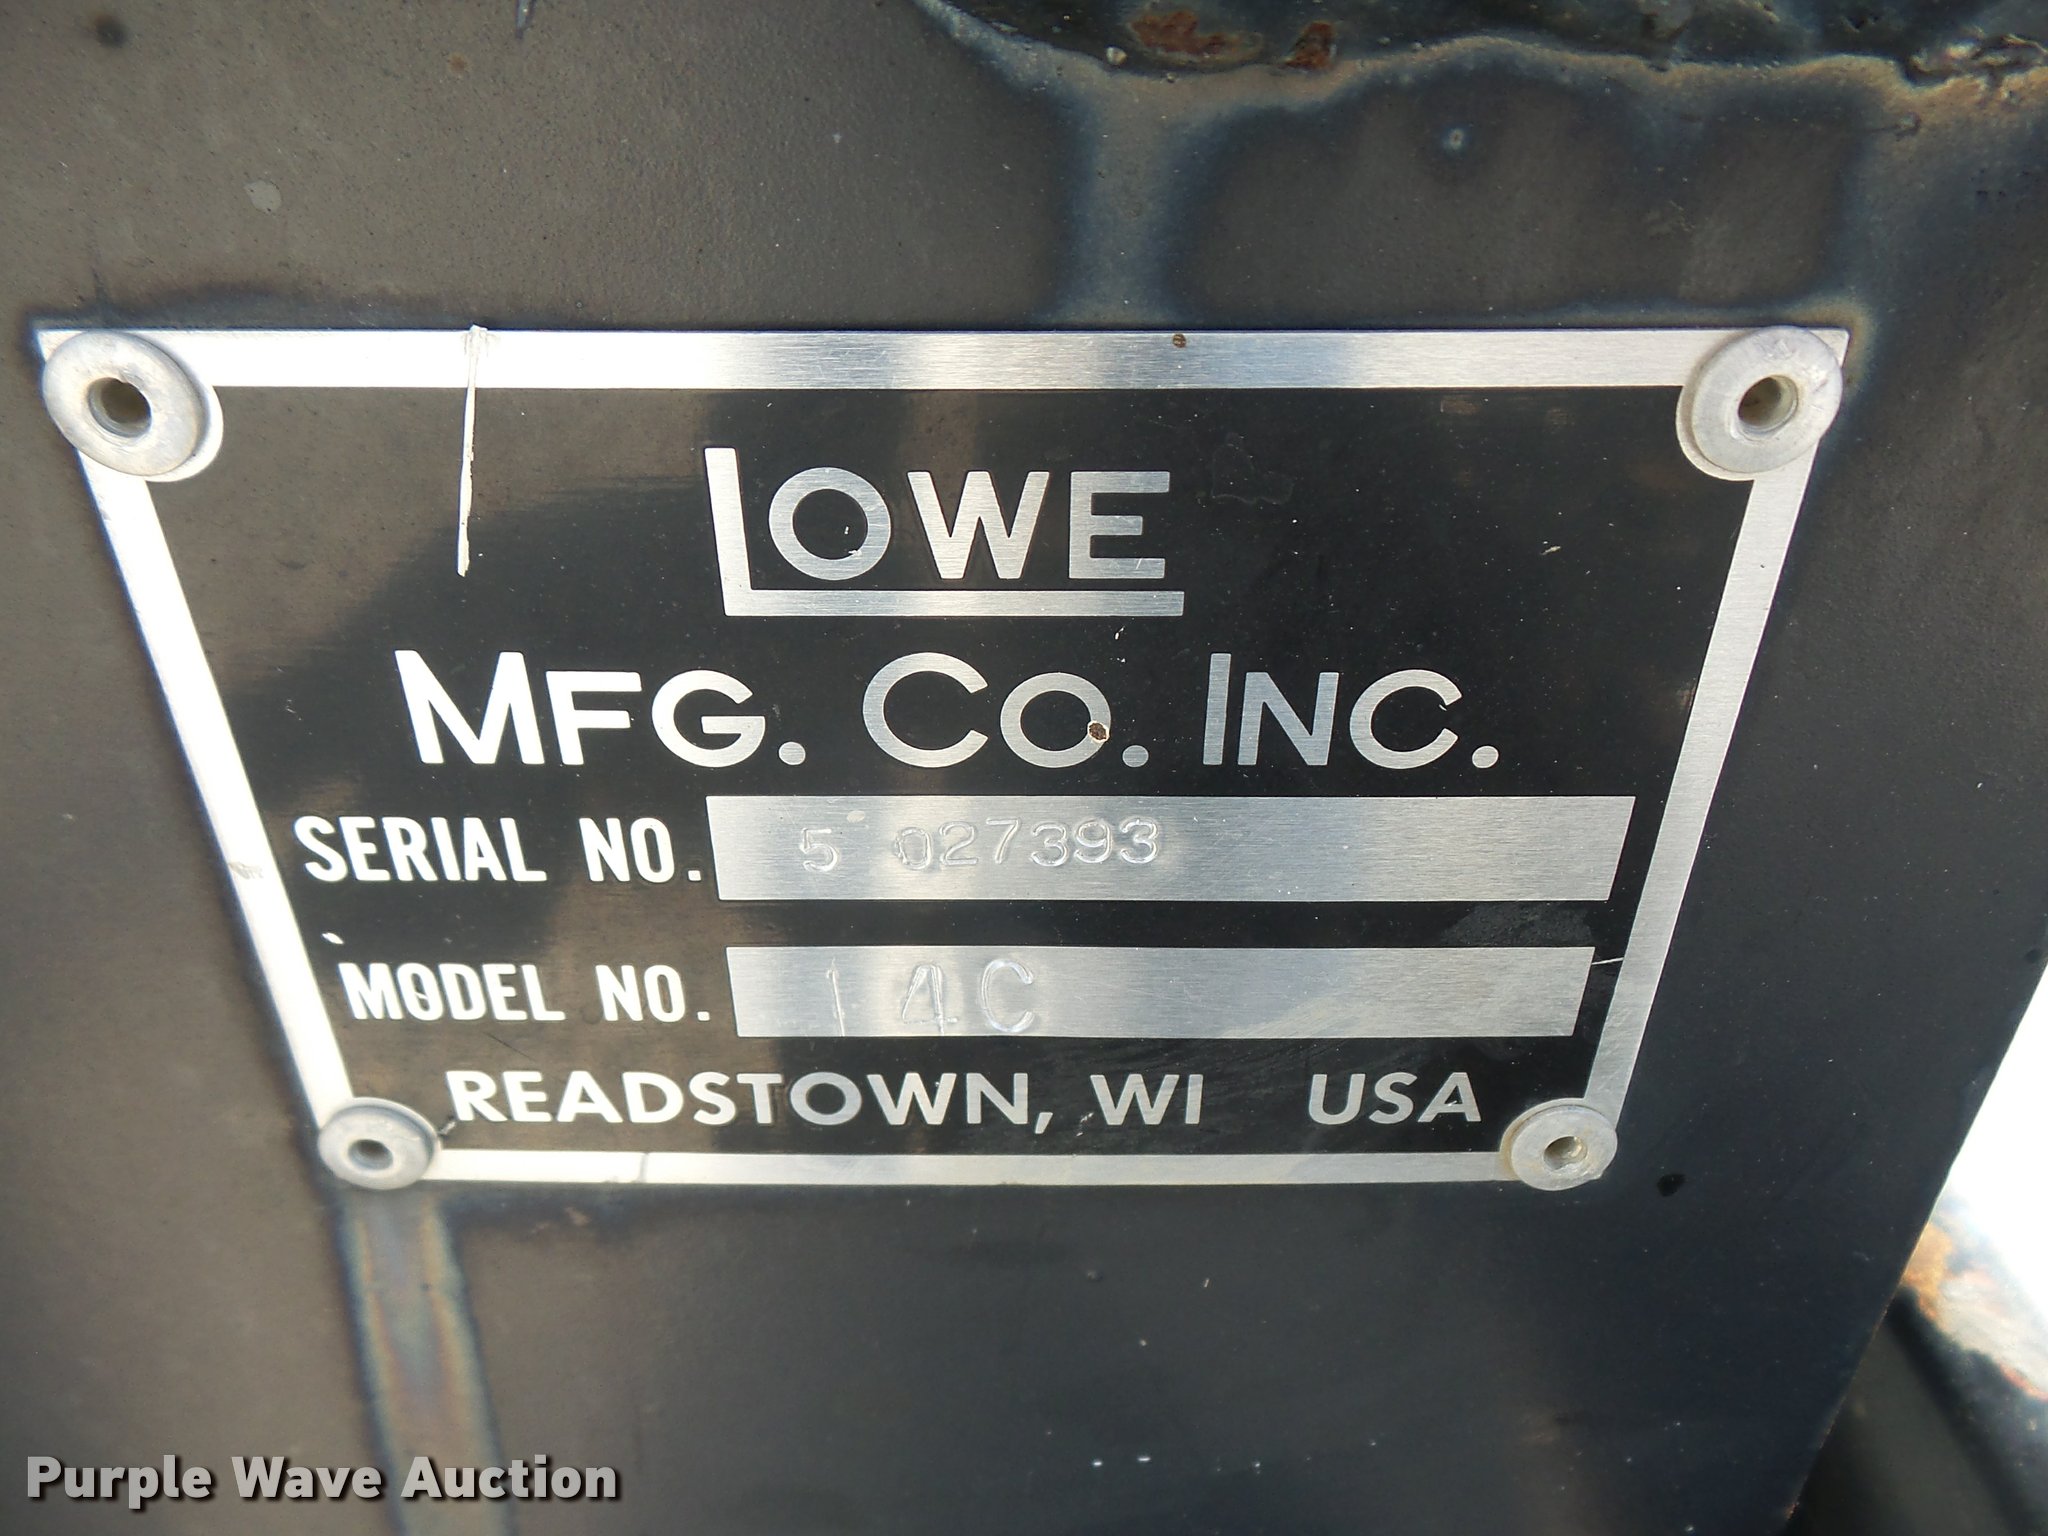 LOWE
MFG. CO. INC.
SERIAL NO. 5 027393
MODEL NO. 14C
READSTOWN, WI USA
Purple Wave Auction